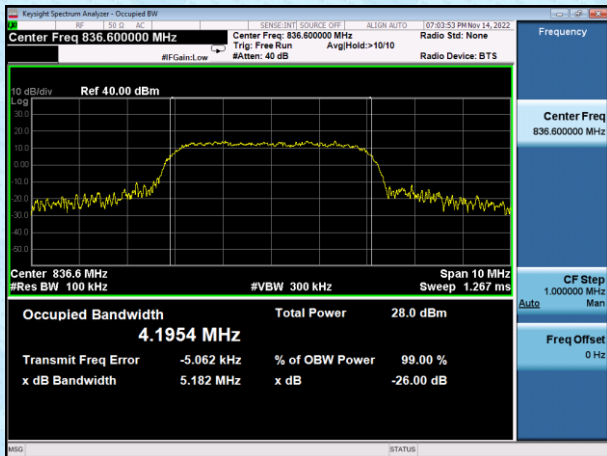 Keysight Spectrum Analyzer - Occupied BW
RF 50 Ω AC SENSE:INT SOURCE OFF ALIGN AUTO 07:03:53 PM Nov 14, 2022
Center Freq 836.600000 MHz
Center Freq: 836.600000 MHz
Radio Std: None
Trig: Free Run Avg|Hold:>10/10
#IFGain:Low #Atten: 40 dB Radio Device: BTS
10 dB/div Ref 40.00 dBm
Log
30.0
20.0
10.0
0.00
-10.0
-20.0
-30.0
-40.0
-50.0
Center 836.6 MHz Span 10 MHz
#Res BW 100 kHz #VBW 300 kHz Sweep 1.267 ms
Occupied Bandwidth Total Power 28.0 dBm
4.1954 MHz
Transmit Freq Error -5.062 kHz % of OBW Power 99.00 %
x dB Bandwidth 5.182 MHz x dB -26.00 dB
MSG STATUS
Frequency
Center Freq
836.600000 MHz
CF Step
1.000000 MHz
Auto Man
Freq Offset
0 Hz